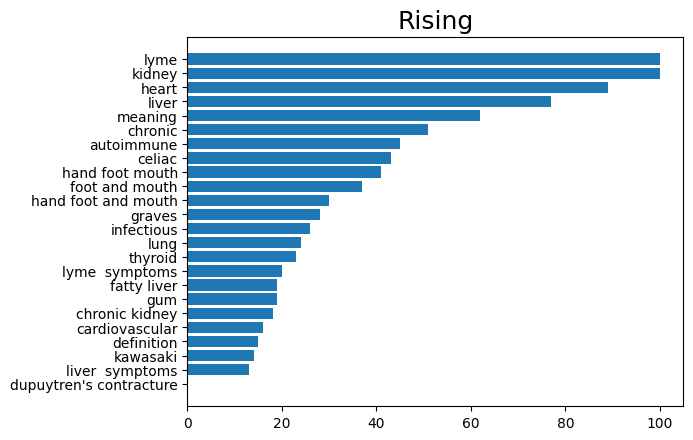 Rising
lyme
kidney
heart
liver
meaning
chronic
autoimmune
celiac
hand foot mouth
foot and mouth
hand foot and mouth
graves
infectious
lung
thyroid
lyme  symptoms
fatty liver
gum
chronic kidney
cardiovascular
definition
kawasaki
liver  symptoms
dupuytren's contracture
0 20 40 60 80 100